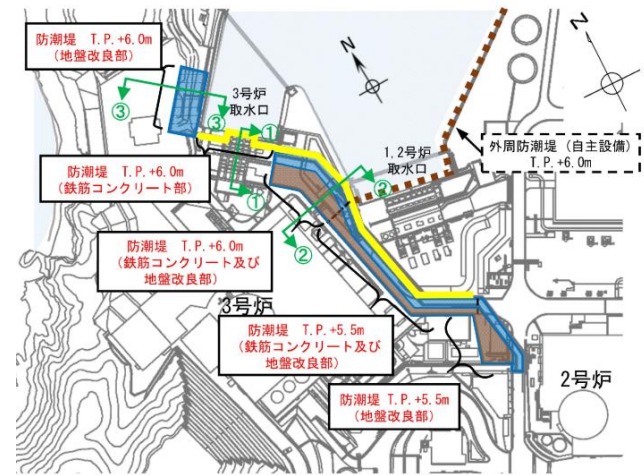 防潮堤 T.P.+6.0m
(地盤改良部)
3号炉
取水口
N
N
③
③
①
①
②
②
1,2号炉
取水口
外周防潮堤(自主設備)
T.P.+6.0m
防潮堤 T.P.+6.0m
(鉄筋コンクリート部)
防潮堤 T.P.+6.0m
(鉄筋コンクリート及び
地盤改良部)
3号炉
防潮堤 T.P.+5.5m
(鉄筋コンクリート及び
地盤改良部)
2号炉
防潮堤 T.P.+5.5m
(地盤改良部)